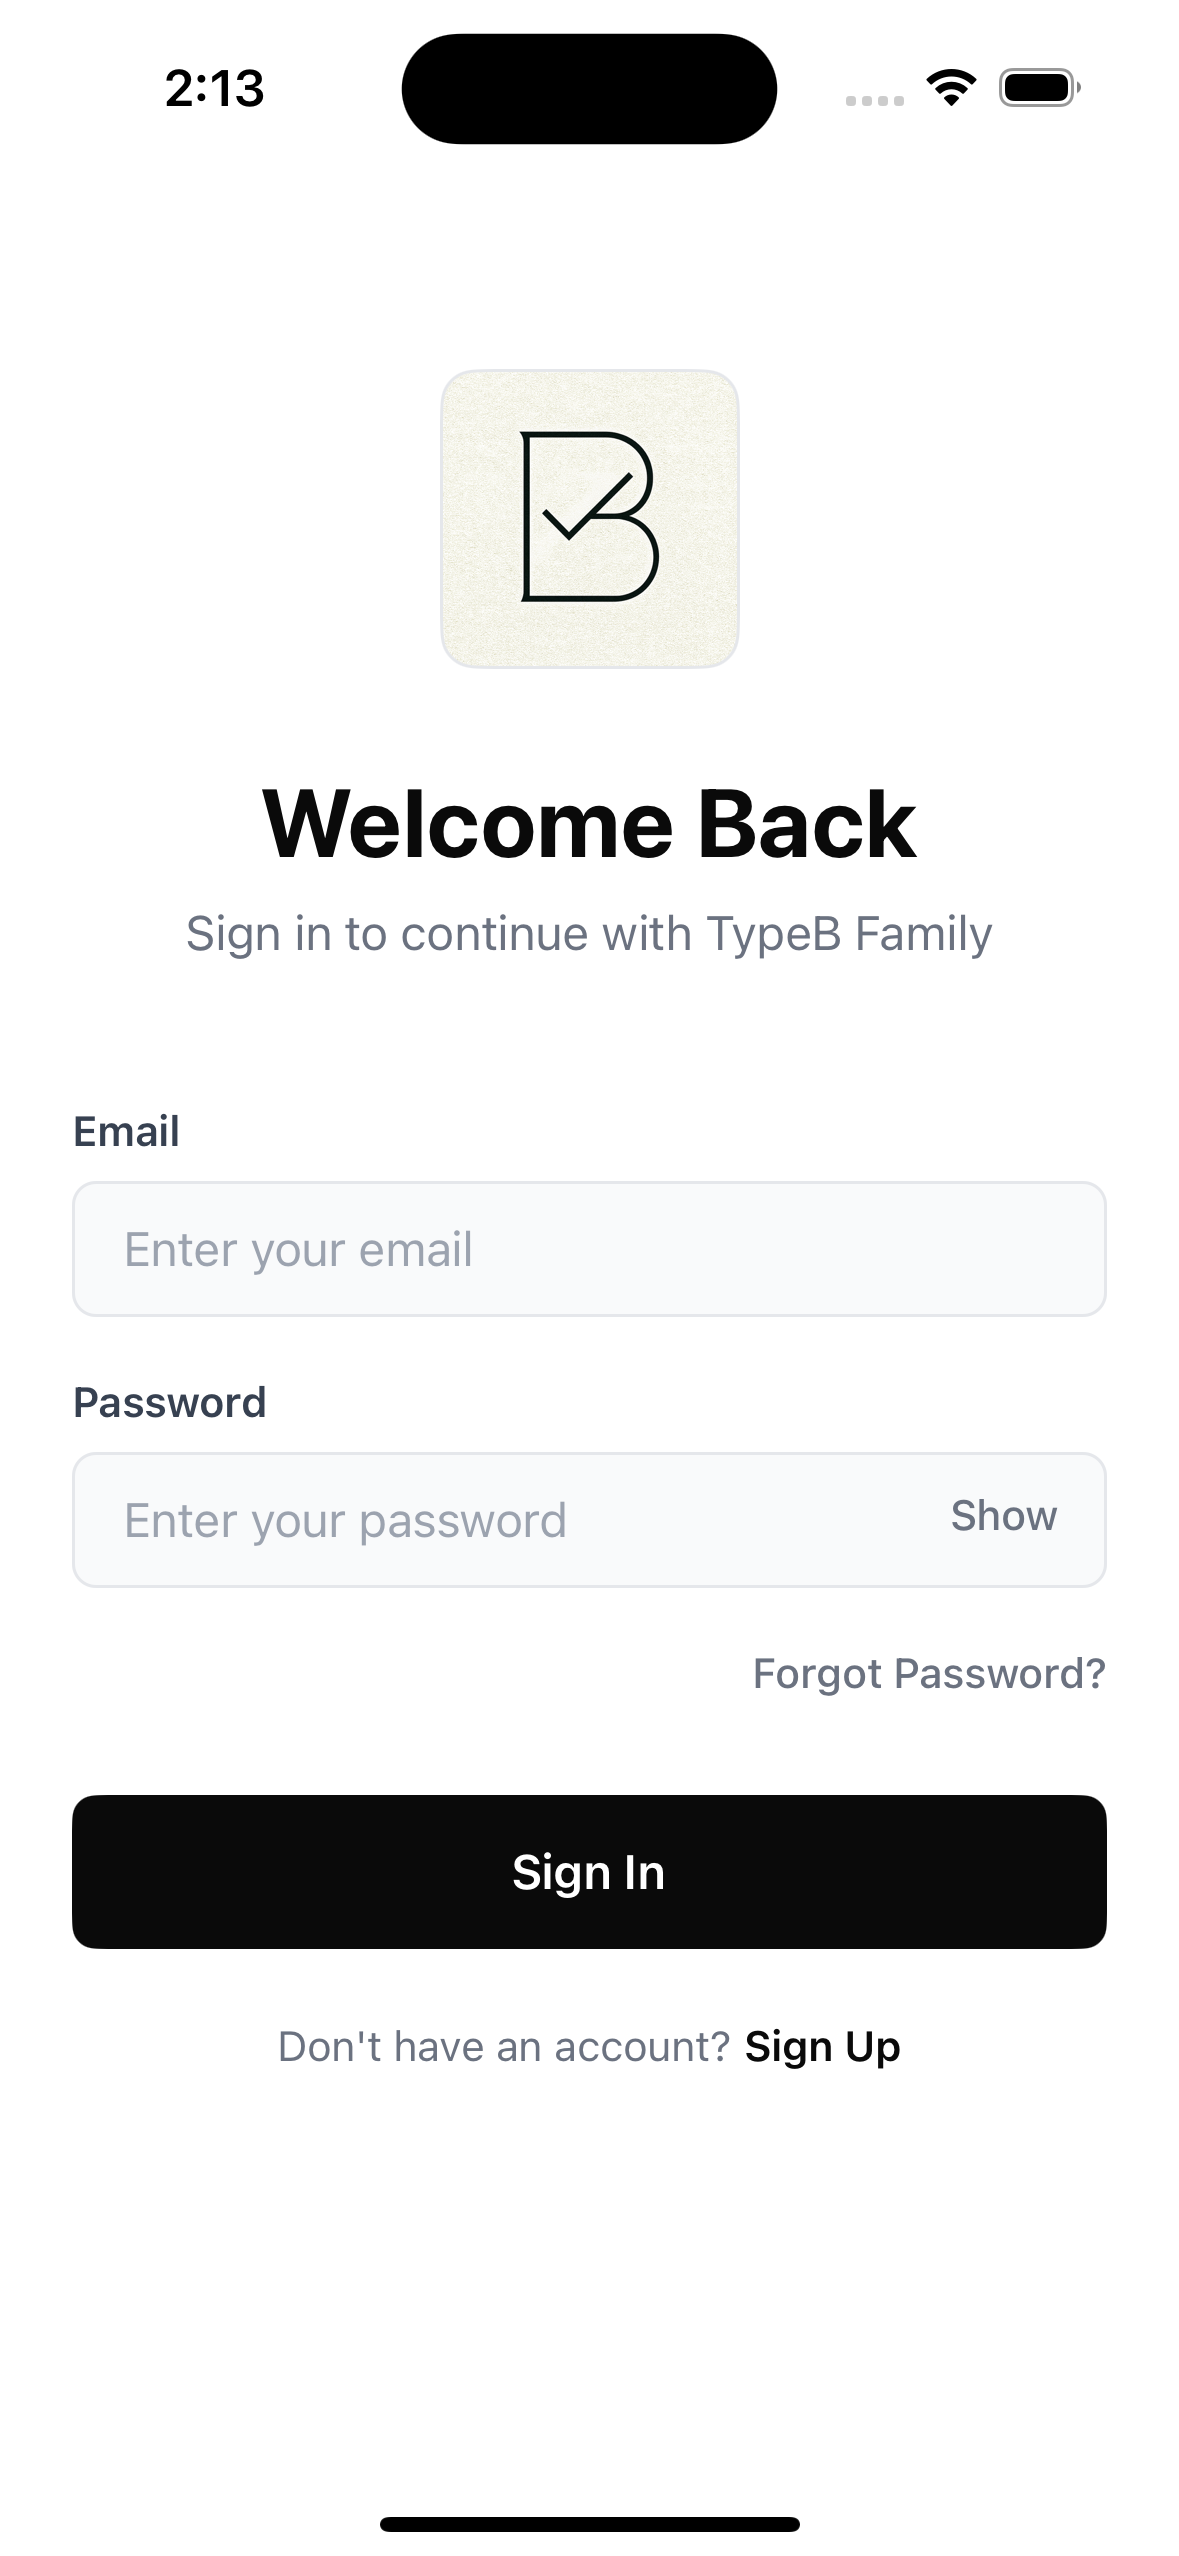 2:13
B
Welcome Back
Sign in to continue with TypeB Family
Email
Enter your email
Password
Enter your password
Show
Forgot Password?
Sign In
Don't have an account? Sign Up